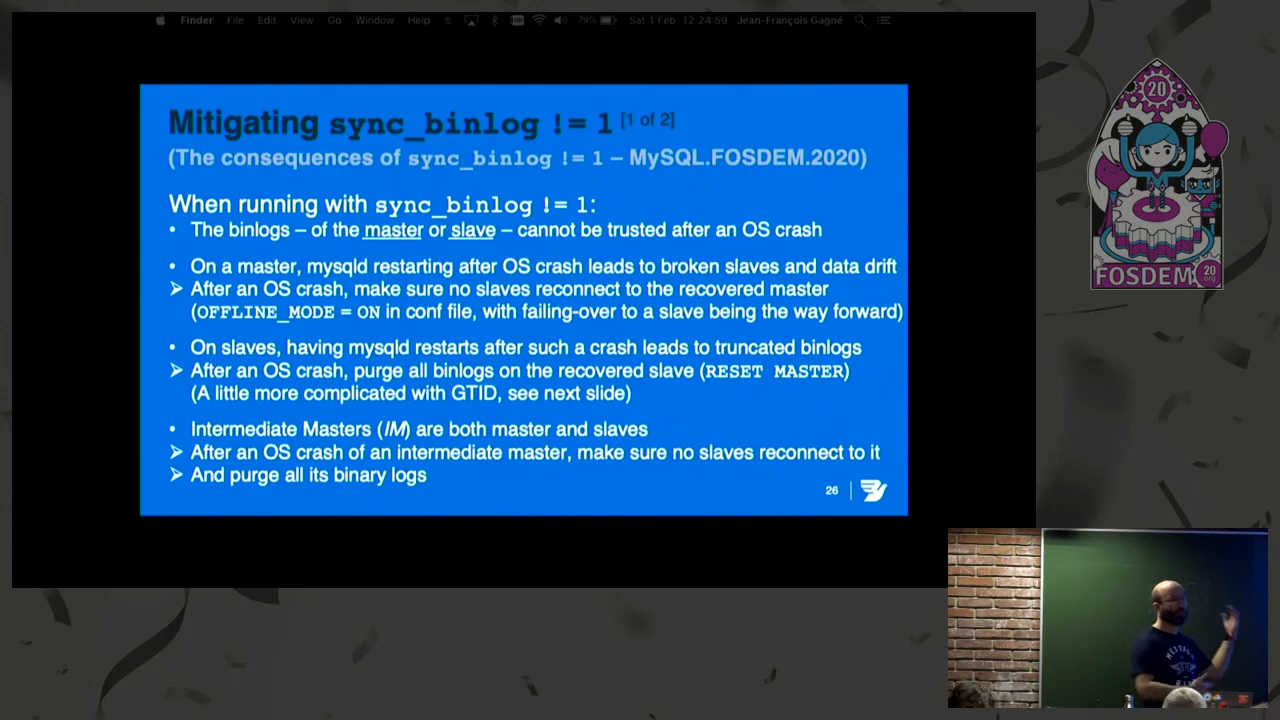 Finder File Edit View Go Window Help 79% Sat 1 Feb 12:24:59 Jean-François Gagné
Mitigating sync_binlog != 1 [1 of 2]
(The consequences of sync_binlog != 1 – MySQL.FOSDEM.2020)
When running with sync_binlog != 1:
• The binlogs – of the master or slave – cannot be trusted after an OS crash
• On a master, mysqld restarting after OS crash leads to broken slaves and data drift
➤ After an OS crash, make sure no slaves reconnect to the recovered master
(OFFLINE_MODE = ON in conf file, with failing-over to a slave being the way forward)
• On slaves, having mysqld restarts after such a crash leads to truncated binlogs
➤ After an OS crash, purge all binlogs on the recovered slave (RESET MASTER)
(A little more complicated with GTID, see next slide)
• Intermediate Masters (IM) are both master and slaves
➤ After an OS crash of an intermediate master, make sure no slaves reconnect to it
➤ And purge all its binary logs
26
20
FOSDEM 20
.org